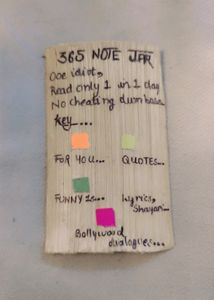 365 NOTE JAR
Ooe idiot,
Read only 1 in 1 day
No cheating dumbass
Key....
FOR YOU...
QUOTES...
FUNNY 1s...
Lyrics,
Shayari...
Bollywood
dialogues...